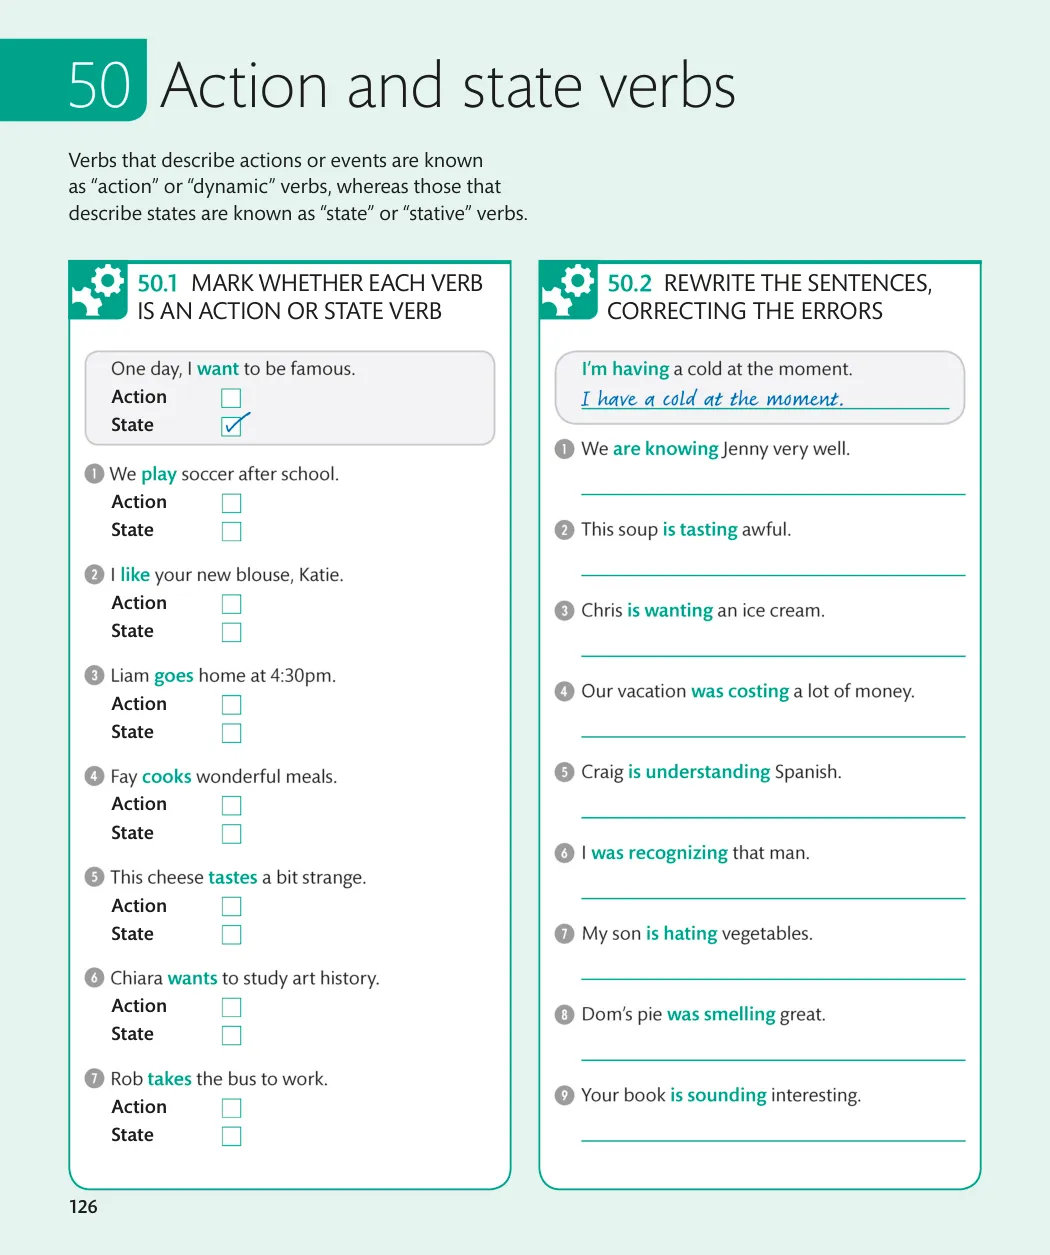 50 Action and state verbs
Verbs that describe actions or events are known
as “action” or “dynamic” verbs, whereas those that
describe states are known as “state” or “stative” verbs.
50.1 MARK WHETHER EACH VERB
IS AN ACTION OR STATE VERB
One day, I want to be famous.
Action
State
1 We play soccer after school.
Action
State
2 I like your new blouse, Katie.
Action
State
3 Liam goes home at 4:30pm.
Action
State
4 Fay cooks wonderful meals.
Action
State
5 This cheese tastes a bit strange.
Action
State
6 Chiara wants to study art history.
Action
State
7 Rob takes the bus to work.
Action
State
50.2 REWRITE THE SENTENCES,
CORRECTING THE ERRORS
I’m having a cold at the moment.
I have a cold at the moment.
1 We are knowing Jenny very well.
2 This soup is tasting awful.
3 Chris is wanting an ice cream.
4 Our vacation was costing a lot of money.
5 Craig is understanding Spanish.
6 I was recognizing that man.
7 My son is hating vegetables.
8 Dom’s pie was smelling great.
9 Your book is sounding interesting.
126